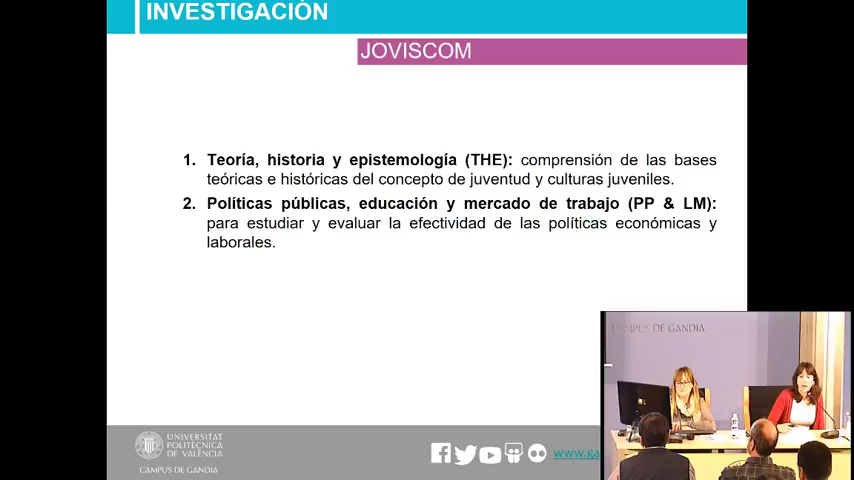 INVESTIGACIÓN
JOVISCOM
1. Teoría, historia y epistemología (THE): comprensión de las bases
teóricas e históricas del concepto de juventud y culturas juveniles.
2. Políticas públicas, educación y mercado de trabajo (PP & LM):
para estudiar y evaluar la efectividad de las políticas económicas y
laborales.
CAMPUS DE GANDIA
UNIVERSITAT
POLITÈCNICA
DE VALÈNCIA
CAMPUS DE GANDIA
www.ga